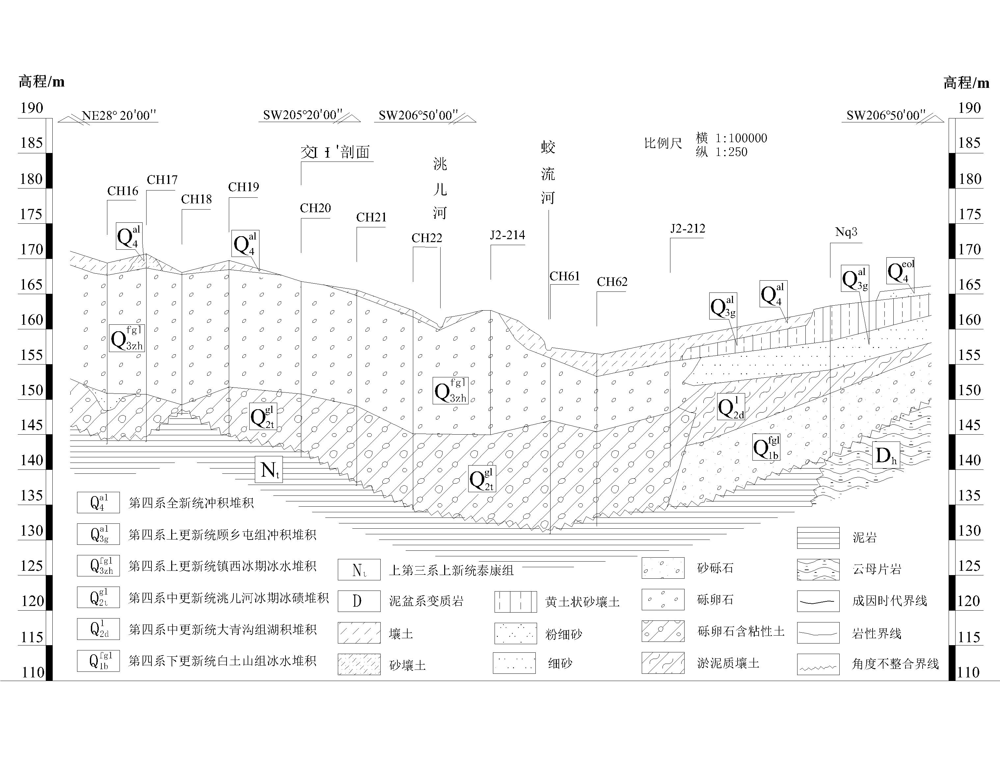 高程/m
高程/m
190
190
NE28°20'00"
SW205°20'00"
SW206°50'00"
SW206°50'00"
185
185
比例尺
横 1:100000
纵 1:250
交I-I'剖面
洮儿河
蛟流河
180
180
CH16
CH17
CH18
CH19
CH20
CH21
CH22
J2-214
CH61
CH62
J2-212
Nq3
175
175
170
170
165
165
160
160
155
155
150
150
145
145
140
140
135
135
130
130
125
125
120
120
115
115
110
110
Q4al
Q4al
Q3gal
Q4al
Q3gal
Q4eol
Q3zhfgl
Q3zhfgl
Q2tgl
Q2tgl
Q2dl
Q1bfgl
Nt
Dh
Q4al 第四系全新统冲积堆积
Q3gal 第四系上更新统顾乡屯组冲积堆积
Q3zhfgl 第四系上更新统镇西冰期冰水堆积
Q2tgl 第四系中更新统洮儿河冰期冰碛堆积
Q2dl 第四系中更新统大青沟组湖积堆积
Q1bfgl 第四系下更新统白土山组冰水堆积
Nt 上第三系上新统泰康组
D 泥盆系变质岩
壤土
砂壤土
黄土状砂壤土
粉细砂
细砂
砂砾石
砾卵石
砾卵石含粘性土
淤泥质壤土
泥岩
云母片岩
成因时代界线
岩性界线
角度不整合界线